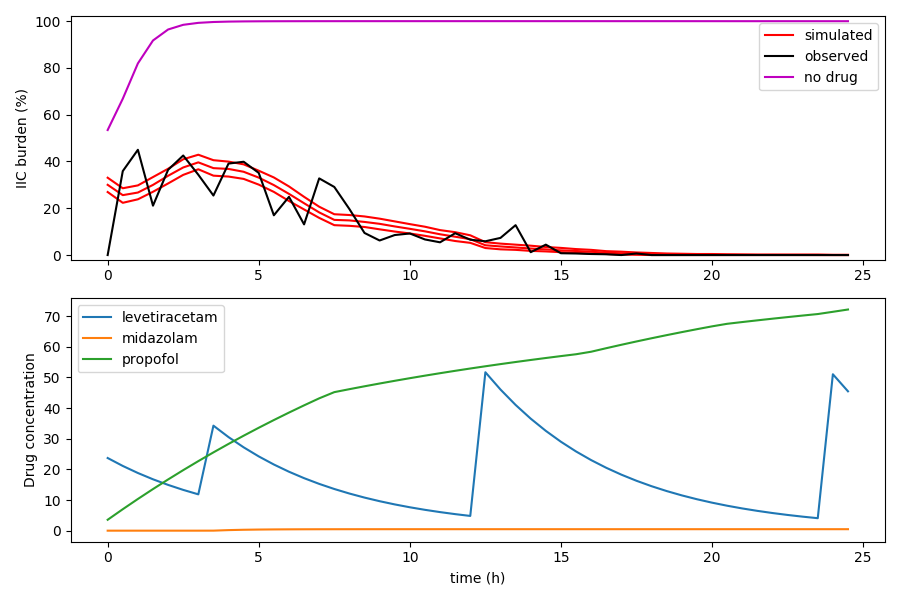 100
80
60
40
20
0
IIC burden (%)
simulated
observed
no drug
0 5 10 15 20 25
70
60
50
40
30
20
10
0
Drug concentration
levetiracetam
midazolam
propofol
0 5 10 15 20 25
time (h)